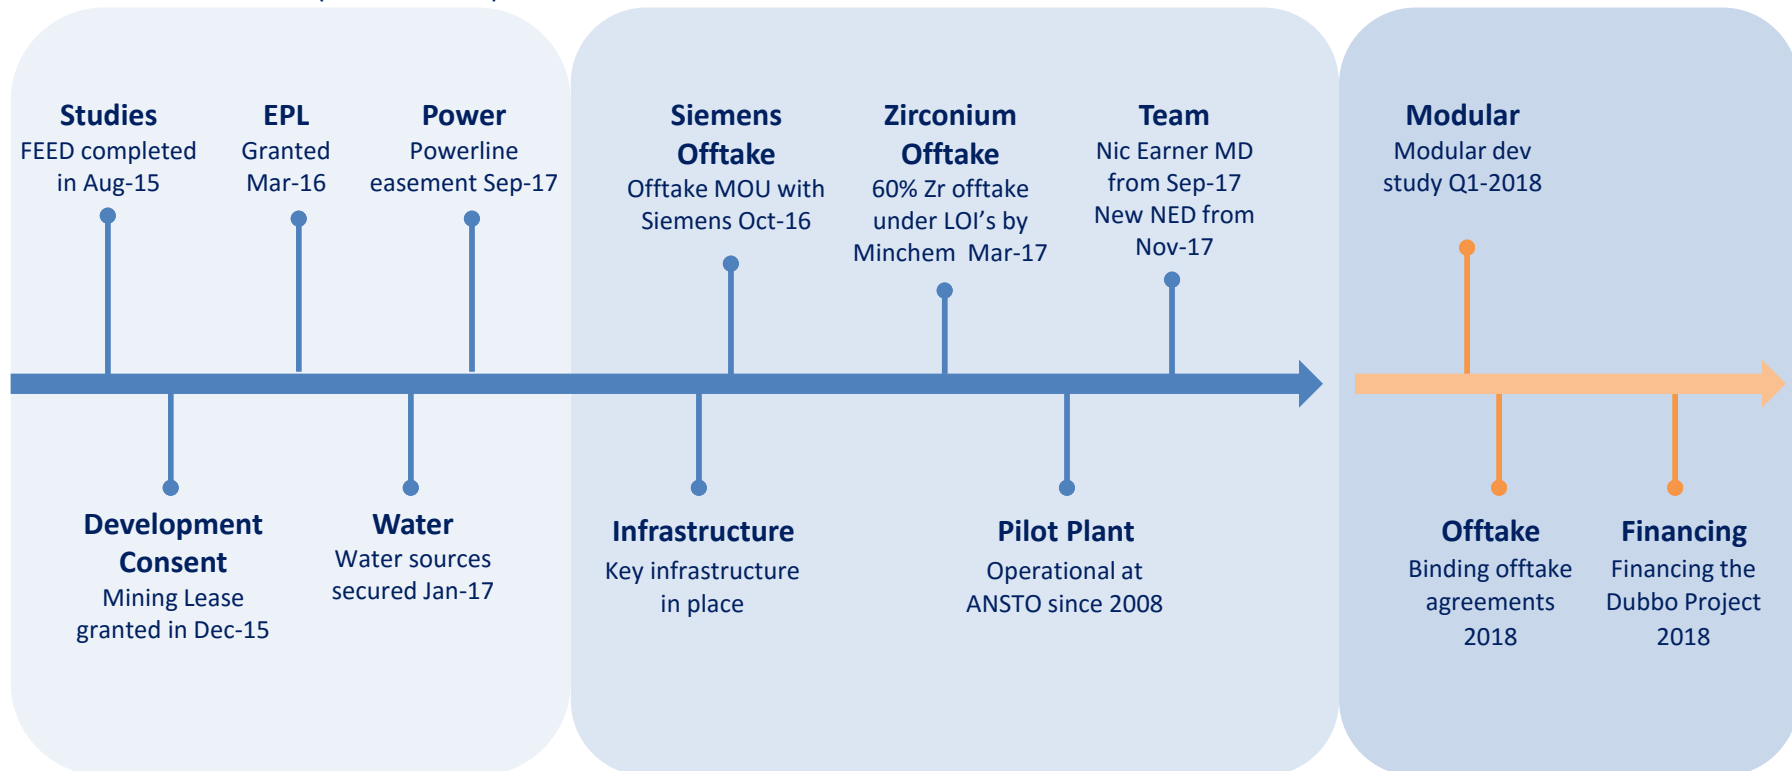 Studies
FEED completed
in Aug-15
EPL
Granted
Mar-16
Power
Powerline
easement Sep-17
Siemens
Offtake
Offtake MOU with
Siemens Oct-16
Zirconium
Offtake
60% Zr offtake
under LOI's by
Minchem  Mar-17
Team
Nic Earner MD
from Sep-17
New NED from
Nov-17
Modular
Modular dev
study Q1-2018
Development
Consent
Mining Lease
granted in Dec-15
Water
Water sources
secured Jan-17
Infrastructure
Key infrastructure
in place
Pilot Plant
Operational at
ANSTO since 2008
Offtake
Binding offtake
agreements
2018
Financing
Financing the
Dubbo Project
2018